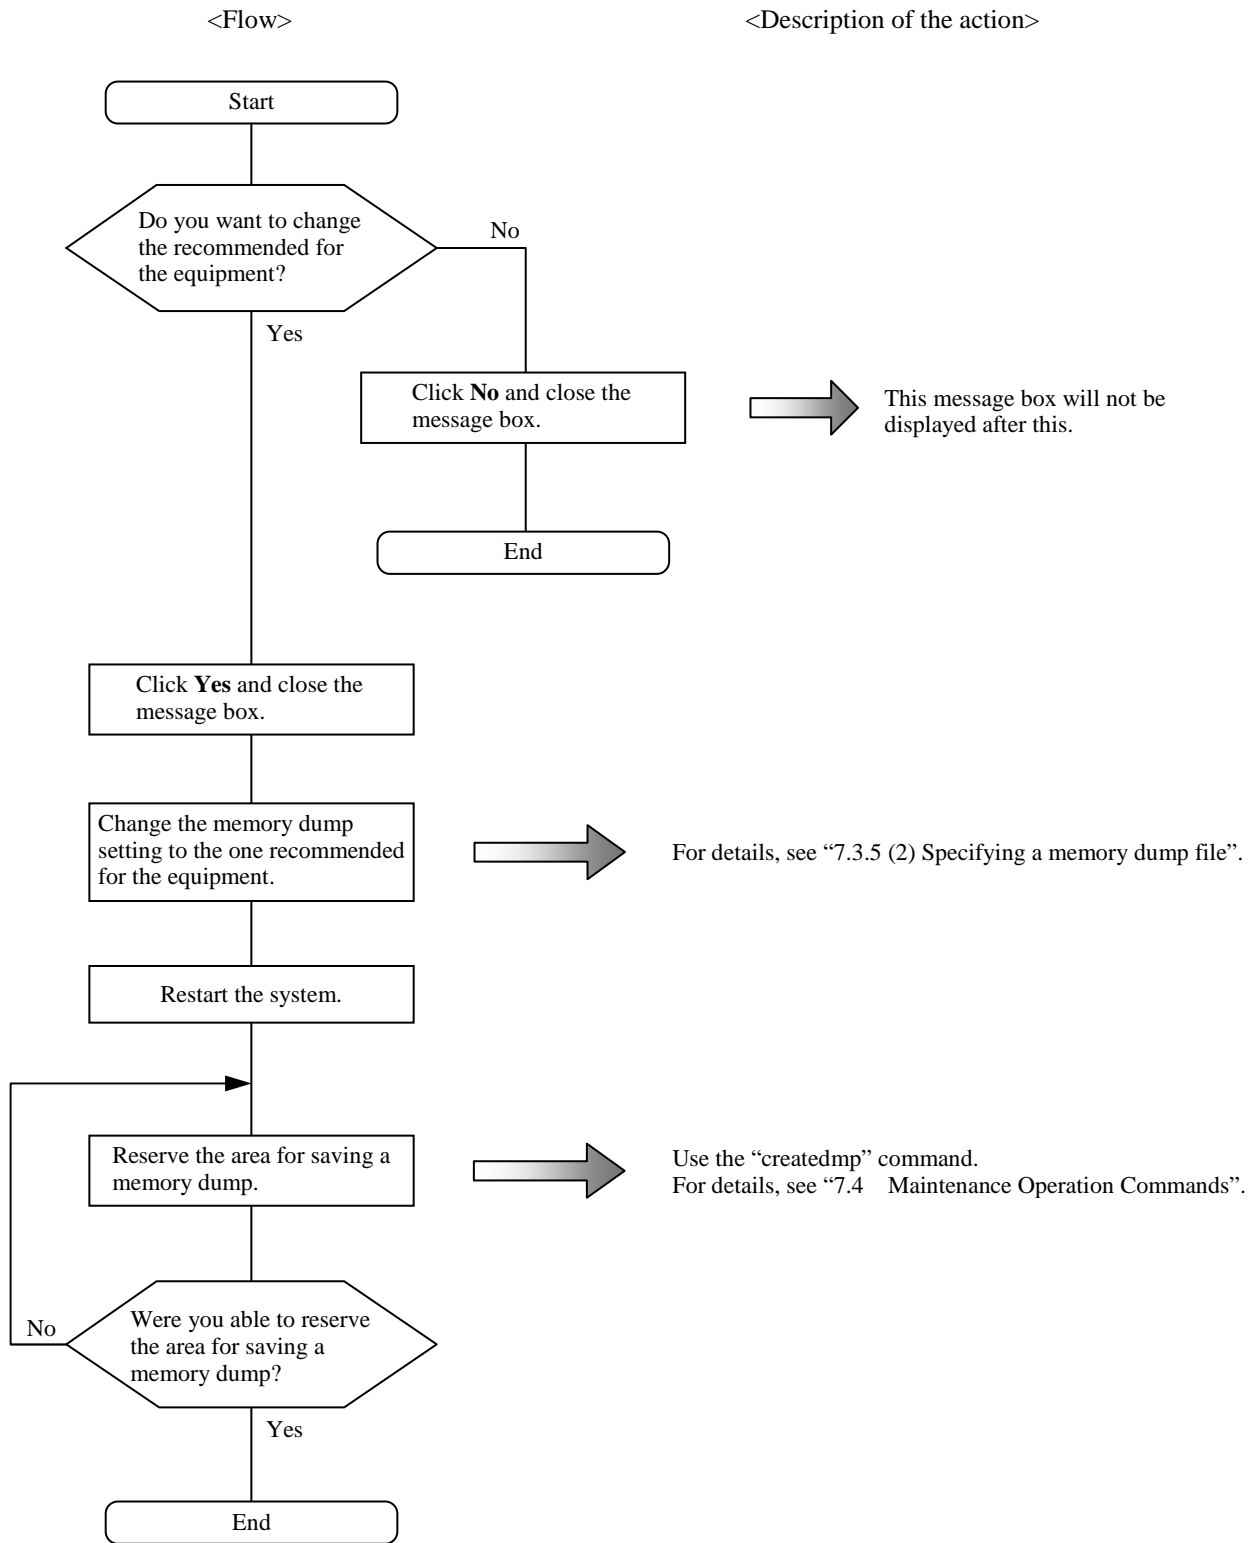 <Flow>
<Description of the action>
Start
Do you want to change
the recommended for
the equipment?
No
Yes
Click No and close the
message box.
This message box will not be
displayed after this.
End
Click Yes and close the
message box.
Change the memory dump
setting to the one recommended
for the equipment.
For details, see “7.3.5 (2) Specifying a memory dump file”.
Restart the system.
Reserve the area for saving a
memory dump.
Use the “createdmp” command.
For details, see “7.4    Maintenance Operation Commands”.
Were you able to reserve
the area for saving a
memory dump?
No
Yes
End